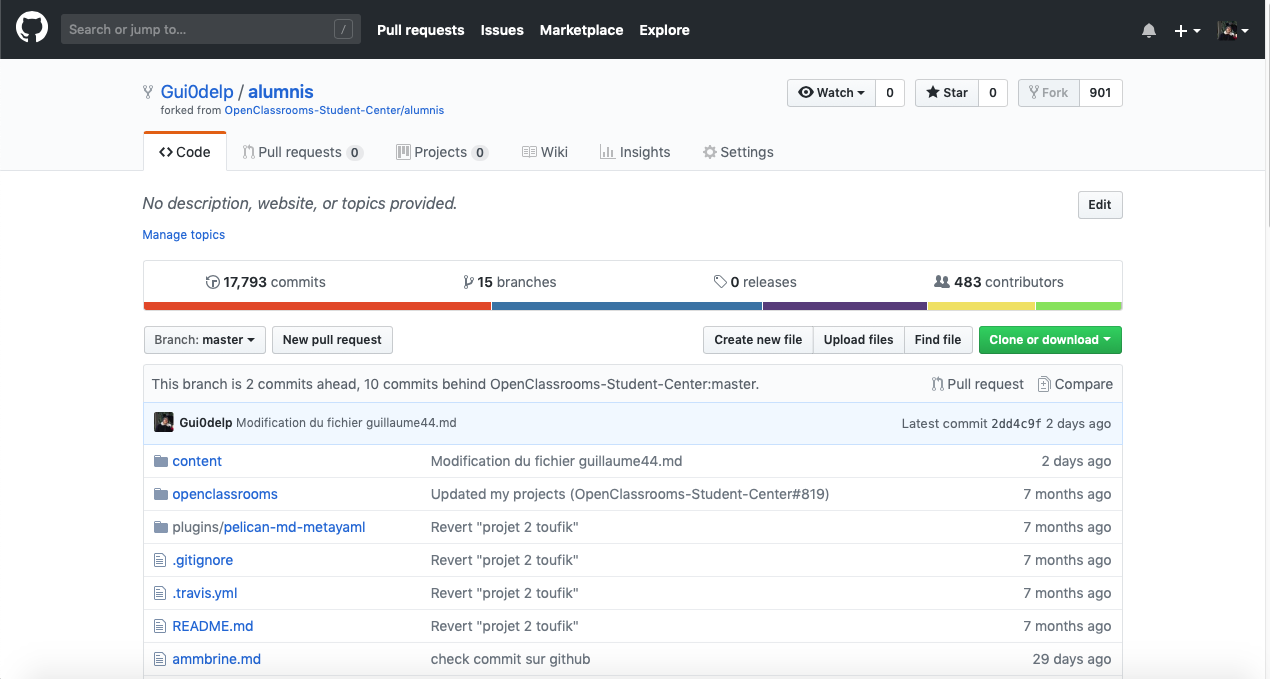 Search or jump to... /
Pull requests Issues Marketplace Explore
Gui0delp / alumnis
forked from OpenClassrooms-Student-Center/alumnis
Watch 0 Star 0 Fork 901
Code Pull requests 0 Projects 0 Wiki Insights Settings
No description, website, or topics provided.
Edit
Manage topics
17,793 commits 15 branches 0 releases 483 contributors
Branch: master New pull request Create new file Upload files Find file Clone or download
This branch is 2 commits ahead, 10 commits behind OpenClassrooms-Student-Center:master. Pull request Compare
Gui0delp Modification du fichier guillaume44.md Latest commit 2dd4c9f 2 days ago
content Modification du fichier guillaume44.md 2 days ago
openclassrooms Updated my projects (OpenClassrooms-Student-Center#819) 7 months ago
plugins/pelican-md-metayaml Revert "projet 2 toufik" 7 months ago
.gitignore Revert "projet 2 toufik" 7 months ago
.travis.yml Revert "projet 2 toufik" 7 months ago
README.md Revert "projet 2 toufik" 7 months ago
ammbrine.md check commit sur github 29 days ago